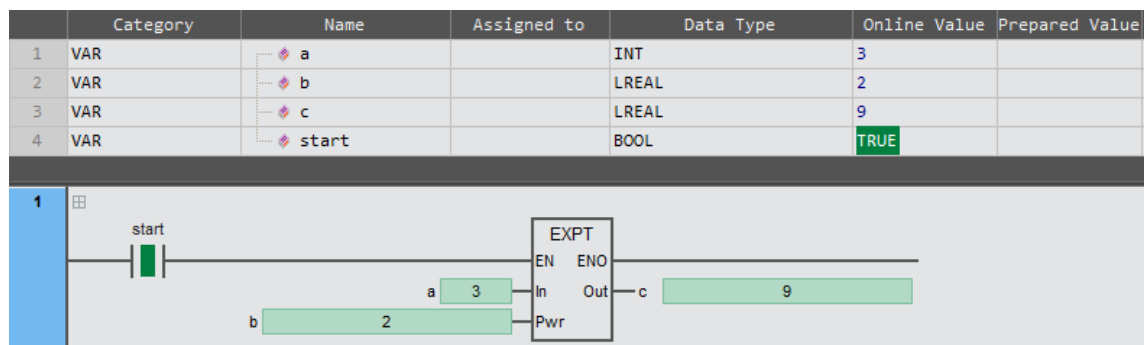 Category Name Assigned to Data Type Online Value Prepared Value
1 VAR a INT 3
2 VAR b LREAL 2
3 VAR c LREAL 9
4 VAR start BOOL TRUE
1
start
EXPT
EN ENO
a 3 In Out c 9
b 2 Pwr